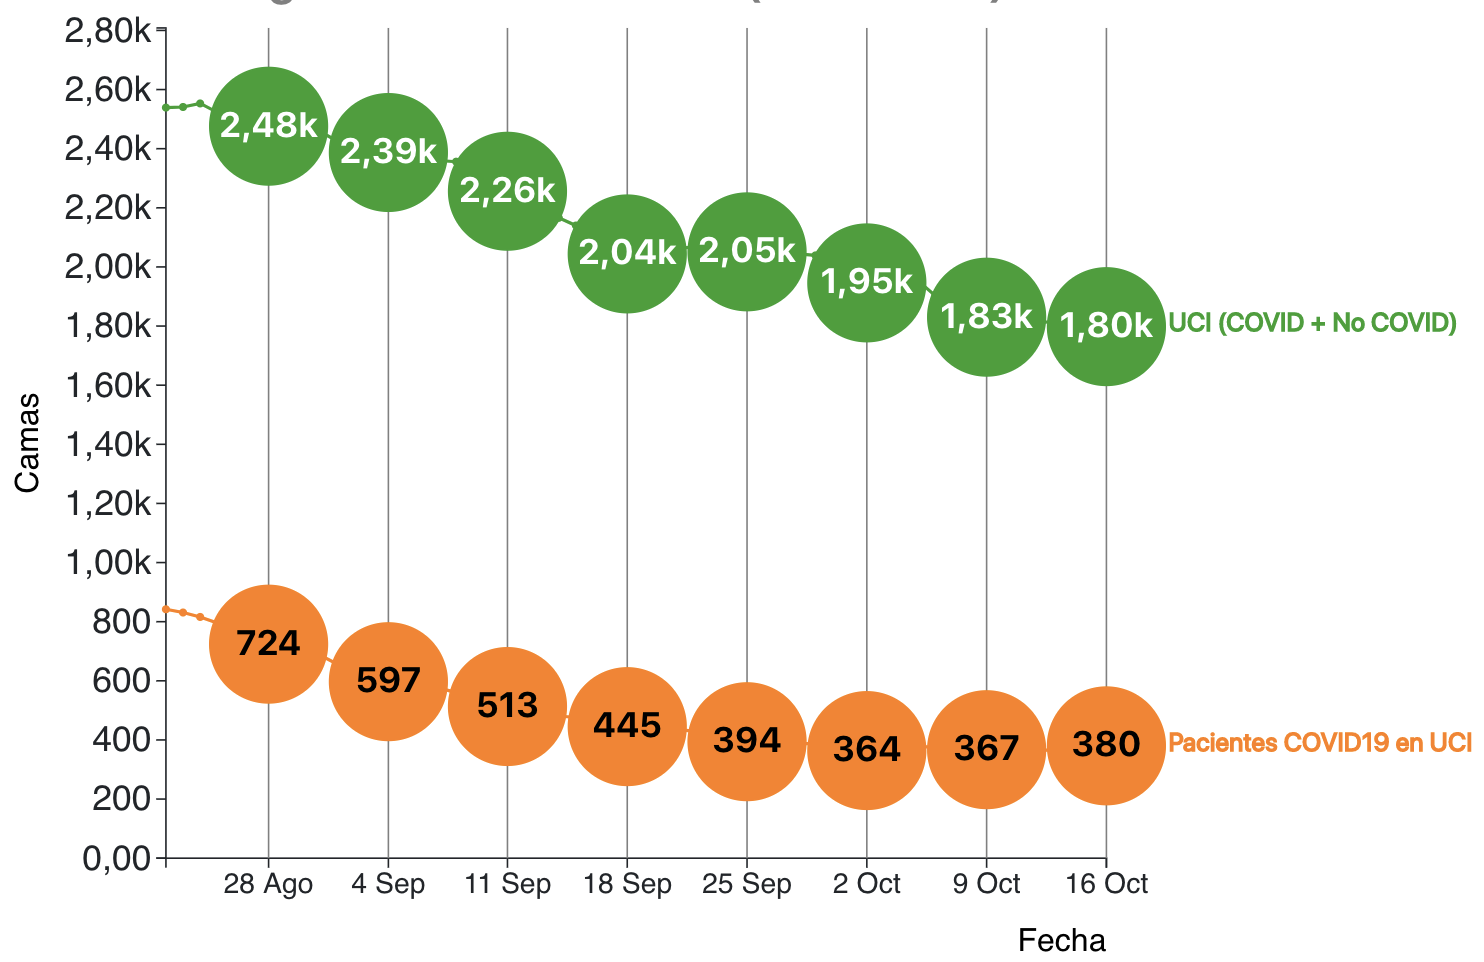 2,80k
2,60k
2,40k
2,20k
2,00k
1,80k
1,60k
1,40k
1,20k
1,00k
800
600
400
200
0,00
Camas
2,48k
2,39k
2,26k
2,04k
2,05k
1,95k
1,83k
1,80k
UCI (COVID + No COVID)
724
597
513
445
394
364
367
380
Pacientes COVID19 en UCI
28 Ago
4 Sep
11 Sep
18 Sep
25 Sep
2 Oct
9 Oct
16 Oct
Fecha